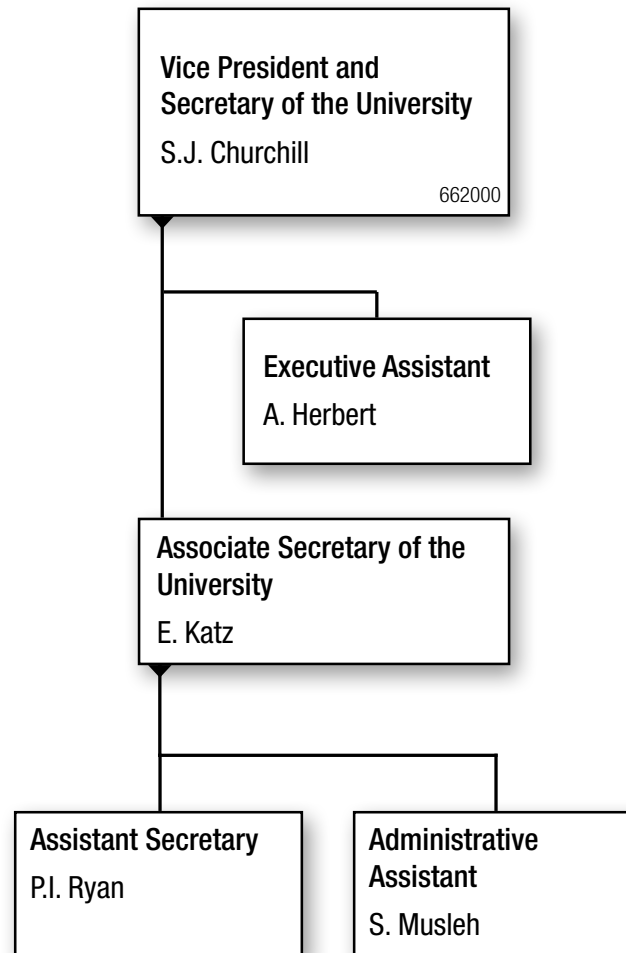 Vice President and
Secretary of the University
S.J. Churchill
662000
Executive Assistant
A. Herbert
Associate Secretary of the
University
E. Katz
Assistant Secretary
P.I. Ryan
Administrative
Assistant
S. Musleh